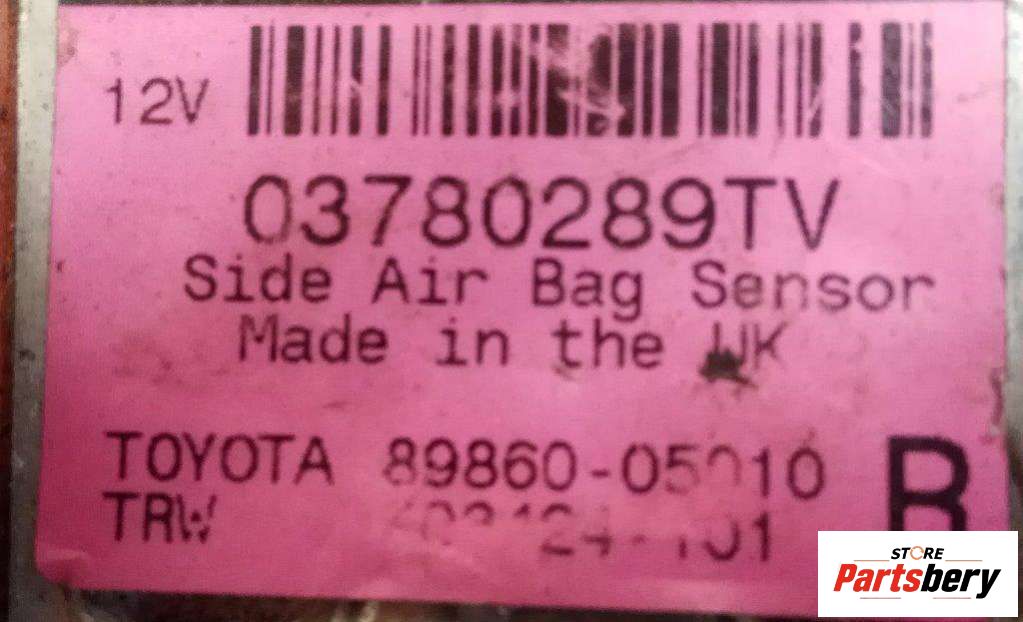 12V
03780289TV
Side Air Bag Sensor
Made in the UK
TOYOTA 89860-05010 B
TRW
STORE
Partsbery